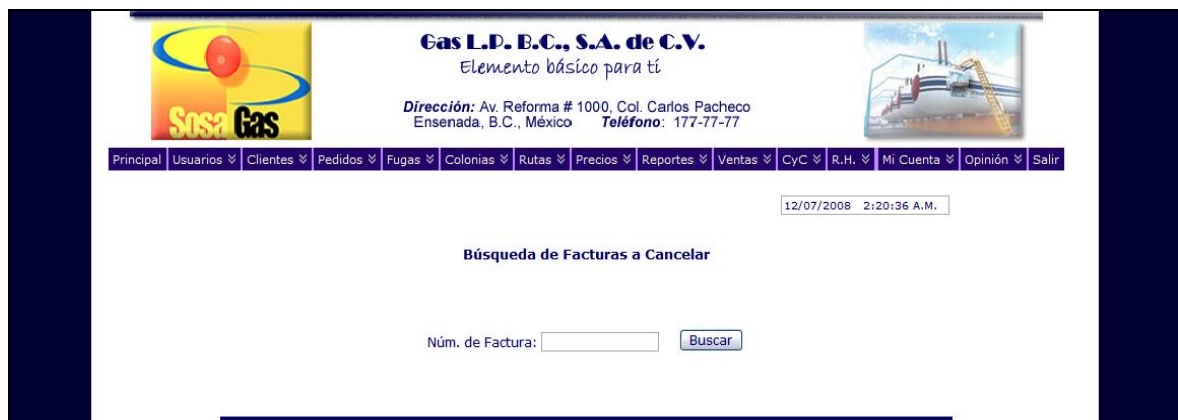 Sosa Gas
Gas L.P. B.C., S.A. de C.V.
Elemento básico para tí
Dirección: Av. Reforma # 1000, Col. Carlos Pacheco
Ensenada, B.C., México Teléfono: 177-77-77
Principal Usuarios Clientes Pedidos Fugas Colonias Rutas Precios Reportes Ventas CyC R.H. Mi Cuenta Opinión Salir
12/07/2008 2:20:36 A.M.
Búsqueda de Facturas a Cancelar
Núm. de Factura: Buscar